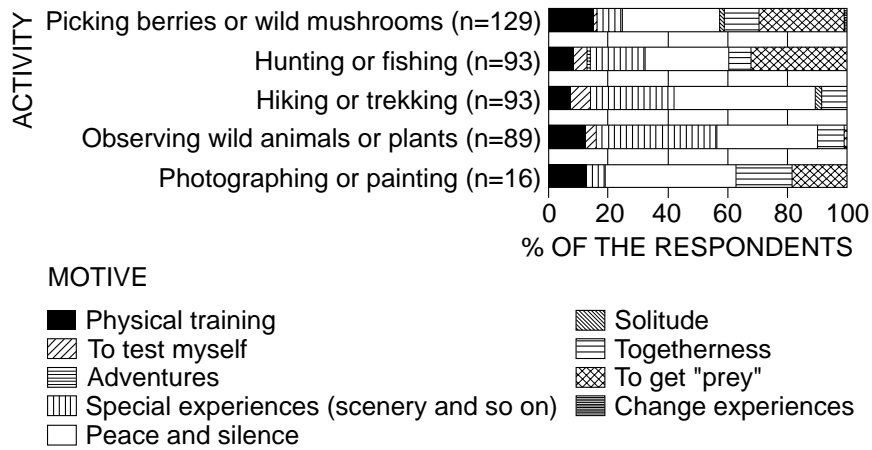 ACTIVITY
Picking berries or wild mushrooms (n=129)
Hunting or fishing (n=93)
Hiking or trekking (n=93)
Observing wild animals or plants (n=89)
Photographing or painting (n=16)
0 20 40 60 80 100
% OF THE RESPONDENTS
MOTIVE
Physical training
To test myself
Adventures
Special experiences (scenery and so on)
Peace and silence
Solitude
Togetherness
To get "prey"
Change experiences